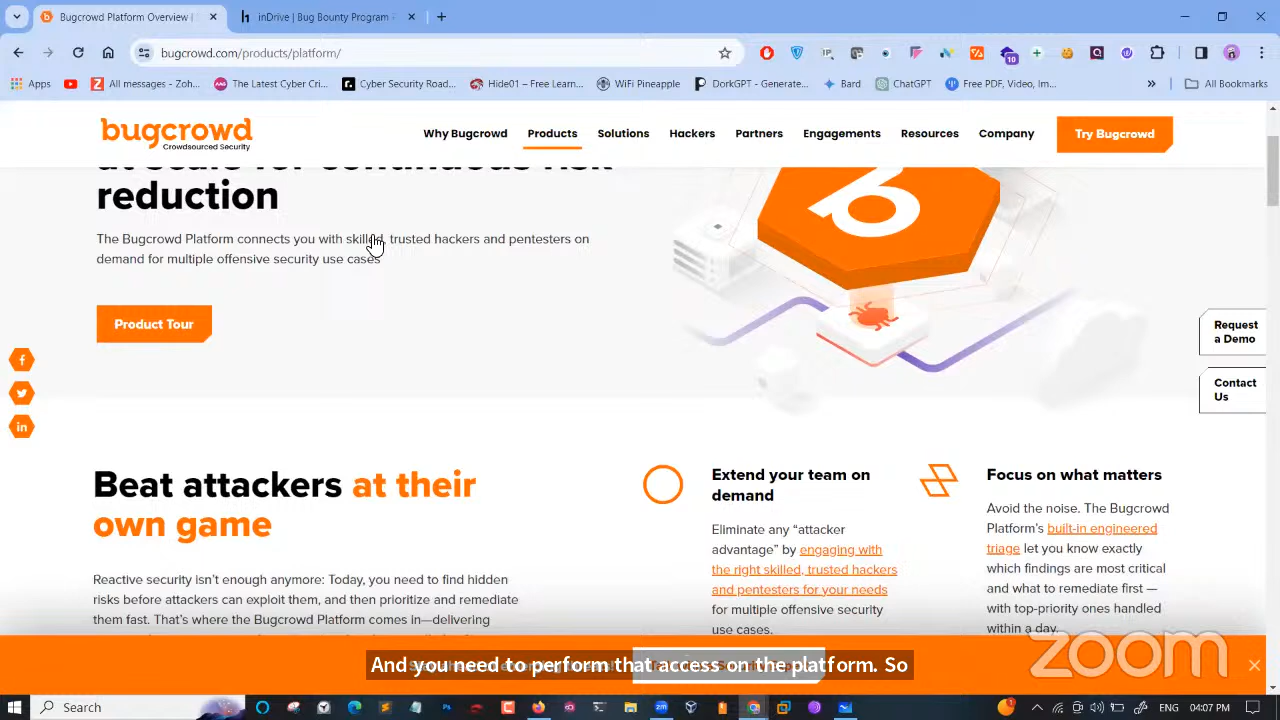 Bugcrowd Platform Overview
inDrive | Bug Bounty Program
bugcrowd.com/products/platform/
10
Apps
All messages - Zoh...
The Latest Cyber Cri...
Cyber Security Road...
Hide01 – Free Learn...
WiFi Pineapple
DorkGPT - Generate...
Bard
ChatGPT
Free PDF, Video, Im...
»
All Bookmarks
bugcrowd
Crowdsourced Security
Why Bugcrowd
Products
Solutions
Hackers
Partners
Engagements
Resources
Company
Try Bugcrowd
at scale for continuous risk
reduction
The Bugcrowd Platform connects you with skilled, trusted hackers and pentesters on
demand for multiple offensive security use cases
Product Tour
Request
a Demo
Contact
Us
Beat attackers at their
own game
Reactive security isn't enough anymore: Today, you need to find hidden
risks before attackers can exploit them, and then prioritize and remediate
them fast. That's where the Bugcrowd Platform comes in—delivering
Extend your team on
demand
Eliminate any “attacker
advantage” by engaging with
the right skilled, trusted hackers
and pentesters for your needs
for multiple offensive security
use cases.
Focus on what matters
Avoid the noise. The Bugcrowd
Platform's built-in engineered
triage let you know exactly
which findings are most critical
and what to remediate first —
with top-priority ones handled
within a day.
And you need to perform that access on the platform. So
zoom
Search
ENG
04:07 PM